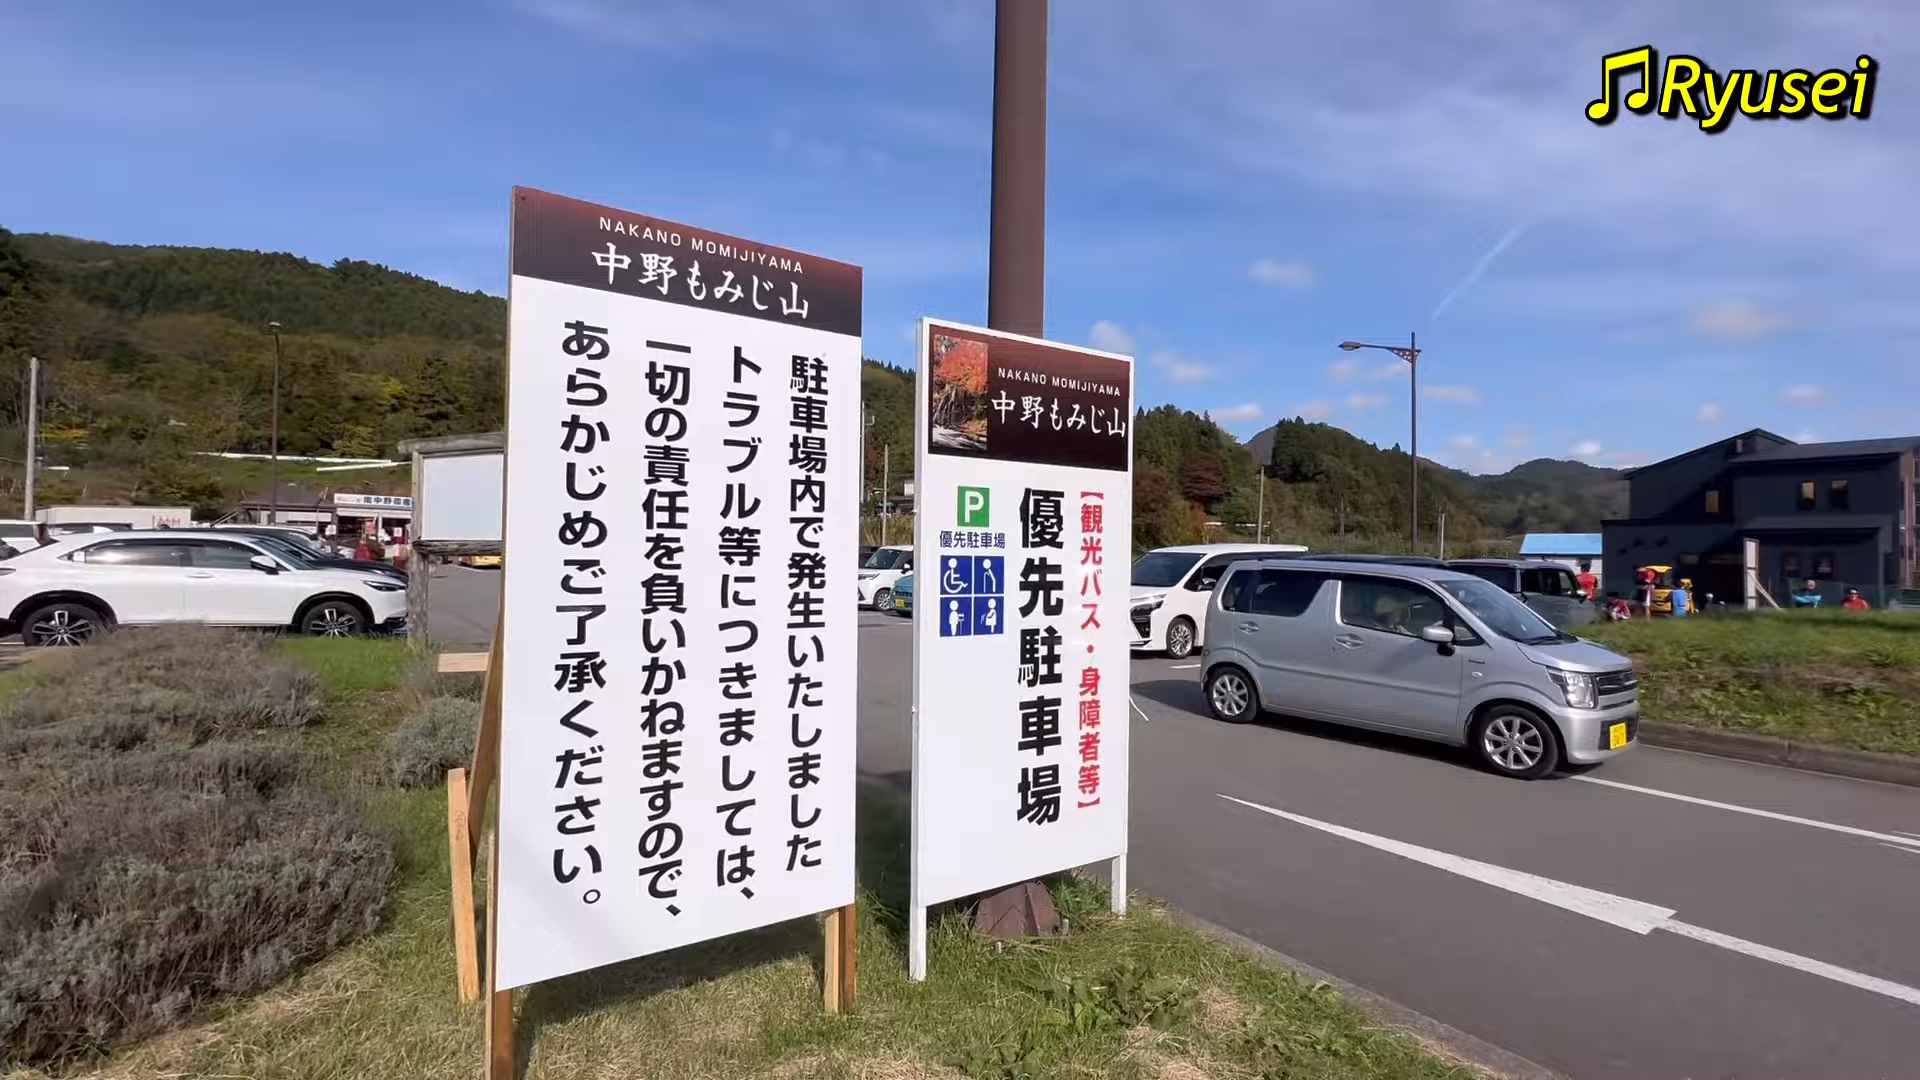 ♫Ryusei
NAKANO MOMIJIYAMA
中野もみじ山
駐車場内で発生いたしました
トラブル等につきましては、
一切の責任を負いかねますので、
あらかじめご了承ください。
NAKANO MOMIJIYAMA
中野もみじ山
【観光バス・身障者等】
優先駐車場
P
優先駐車場